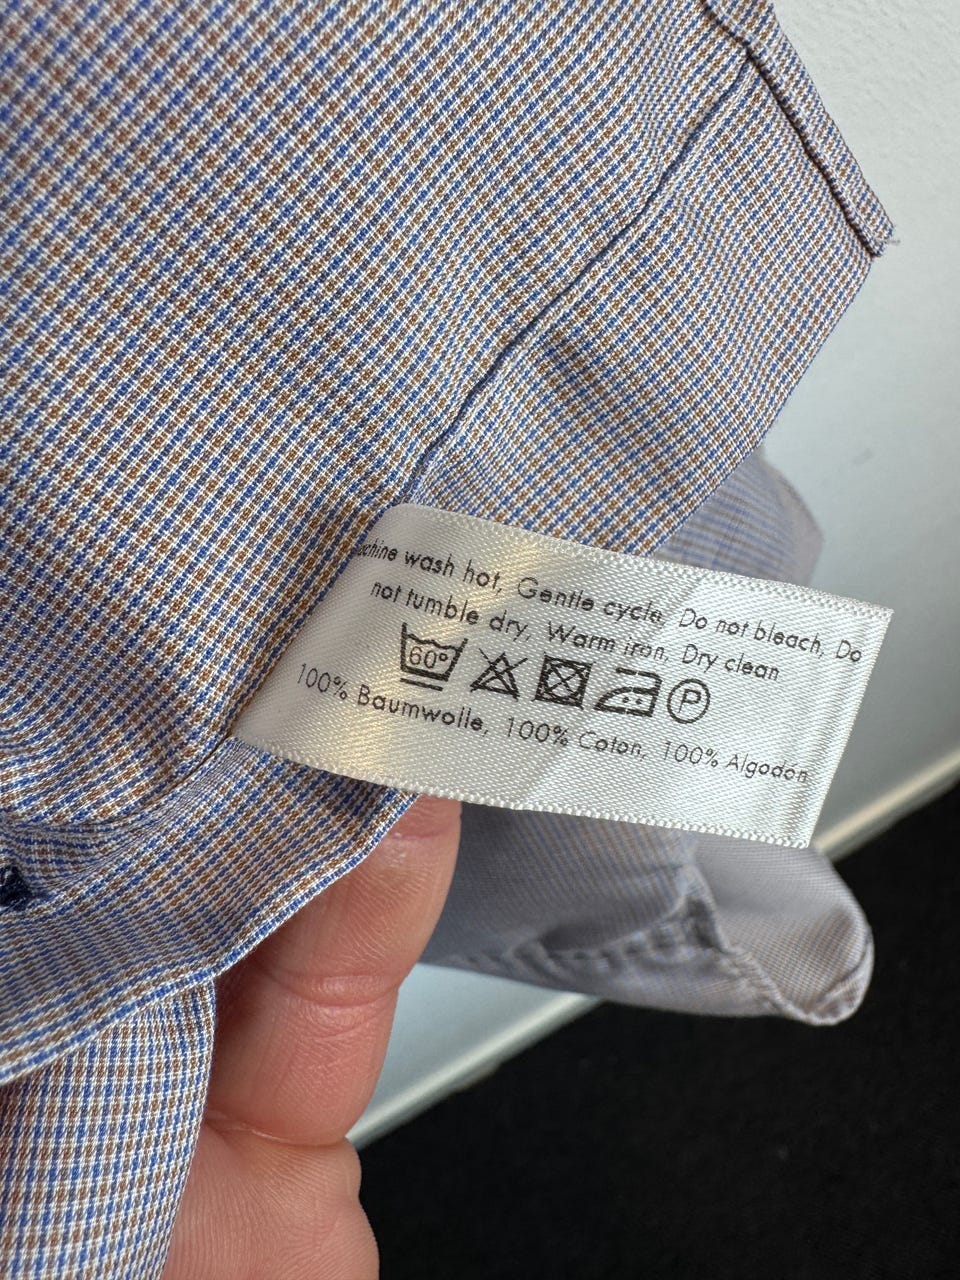 wash hot, Gentle cycle, Do not bleach, Do
not tumble dry, Warm iron, Dry clean
60° P
100% Baumwolle, 100% Coton, 100% Algodon